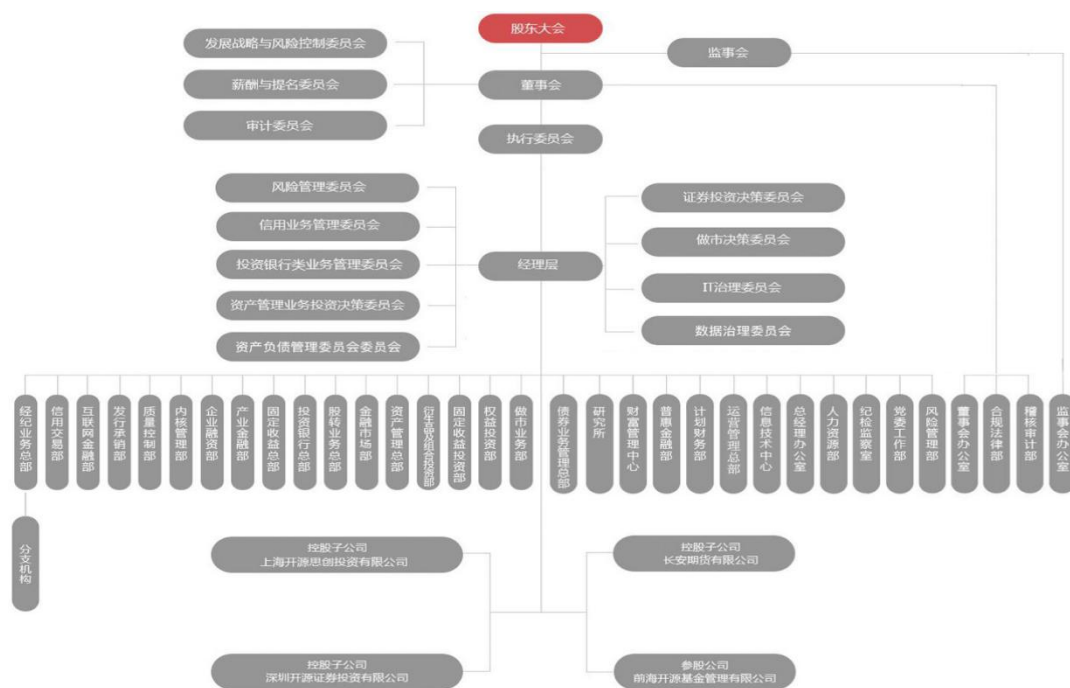 股东大会
监事会
发展战略与风险控制委员会
薪酬与提名委员会
审计委员会
董事会
执行委员会
风险管理委员会
信用业务管理委员会
投资银行类业务管理委员会
资产管理业务投资决策委员会
资产负债管理委员会委员会
经理层
证券投资决策委员会
做市决策委员会
IT治理委员会
数据治理委员会
经纪业务总部
信用交易部
互联网金融部
发行承销部
质量控制部
内核管理部
企业融资部
产业金融部
固定收益总部
投资银行总部
股转业务总部
金融市场部
资产管理总部
衍生品及组合投资部
固定收益投资部
权益投资部
做市业务部
债券业务管理总部
研究所
财富管理中心
普惠金融部
计划财务部
运营管理总部
信息技术中心
总经理办公室
人力资源部
纪检监察室
党委工作部
风险管理部
董事会办公室
合规法律部
稽核审计部
监事会办公室
分支机构
控股子公司
上海开源思创投资有限公司
控股子公司
长安期货有限公司
控股子公司
深圳开源证券投资有限公司
参股公司
前海开源基金管理有限公司